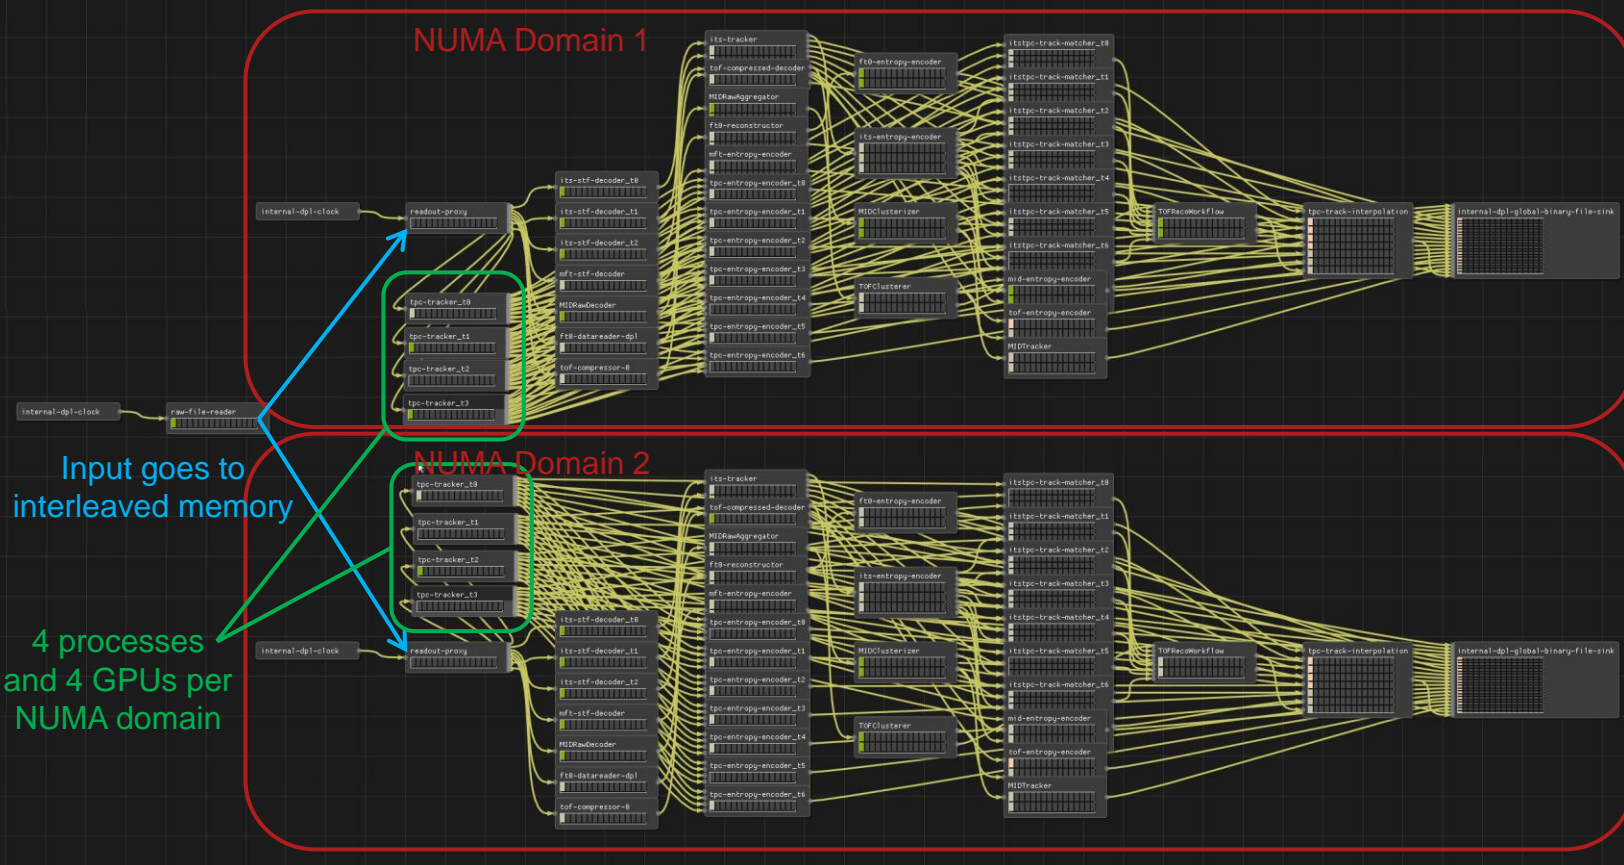 NUMA Domain 1
its-tracker
tof-compressed-decoder
MIDRawAggregator
ft0-reconstructor
mft-entropy-encoder
tpc-entropy-encoder_t0
tpc-entropy-encoder_t1
tpc-entropy-encoder_t2
tpc-entropy-encoder_t3
tpc-entropy-encoder_t4
tpc-entropy-encoder_t5
tpc-entropy-encoder_t6
ft0-entropy-encoder
its-entropy-encoder
MIDClusterizer
TOFClusterer
itstpc-track-matcher_t0
itstpc-track-matcher_t1
itstpc-track-matcher_t2
itstpc-track-matcher_t3
itstpc-track-matcher_t4
itstpc-track-matcher_t5
itstpc-track-matcher_t6
mid-entropy-encoder
tof-entropy-encoder
MIDTracker
TOFRecoWorkflow
tpc-track-interpolation
internal-dpl-global-binary-file-sink
its-stf-decoder_t0
its-stf-decoder_t1
its-stf-decoder_t2
mft-stf-decoder
MIDRawDecoder
ft0-datareader-dpl
tof-compressor-0
internal-dpl-clock
readout-proxy
tpc-tracker_t0
tpc-tracker_t1
tpc-tracker_t2
tpc-tracker_t3
internal-dpl-clock
raw-file-reader
Input goes to
interleaved memory
4 processes
and 4 GPUs per
NUMA domain
NUMA Domain 2
tpc-tracker_t0
tpc-tracker_t1
tpc-tracker_t2
tpc-tracker_t3
internal-dpl-clock
readout-proxy
its-stf-decoder_t0
its-stf-decoder_t1
its-stf-decoder_t2
mft-stf-decoder
MIDRawDecoder
ft0-datareader-dpl
tof-compressor-0
its-tracker
tof-compressed-decoder
MIDRawAggregator
ft0-reconstructor
mft-entropy-encoder
tpc-entropy-encoder_t0
tpc-entropy-encoder_t1
tpc-entropy-encoder_t2
tpc-entropy-encoder_t3
tpc-entropy-encoder_t4
tpc-entropy-encoder_t5
tpc-entropy-encoder_t6
ft0-entropy-encoder
its-entropy-encoder
MIDClusterizer
TOFClusterer
itstpc-track-matcher_t0
itstpc-track-matcher_t1
itstpc-track-matcher_t2
itstpc-track-matcher_t3
itstpc-track-matcher_t4
itstpc-track-matcher_t5
itstpc-track-matcher_t6
mid-entropy-encoder
tof-entropy-encoder
MIDTracker
TOFRecoWorkflow
tpc-track-interpolation
internal-dpl-global-binary-file-sink